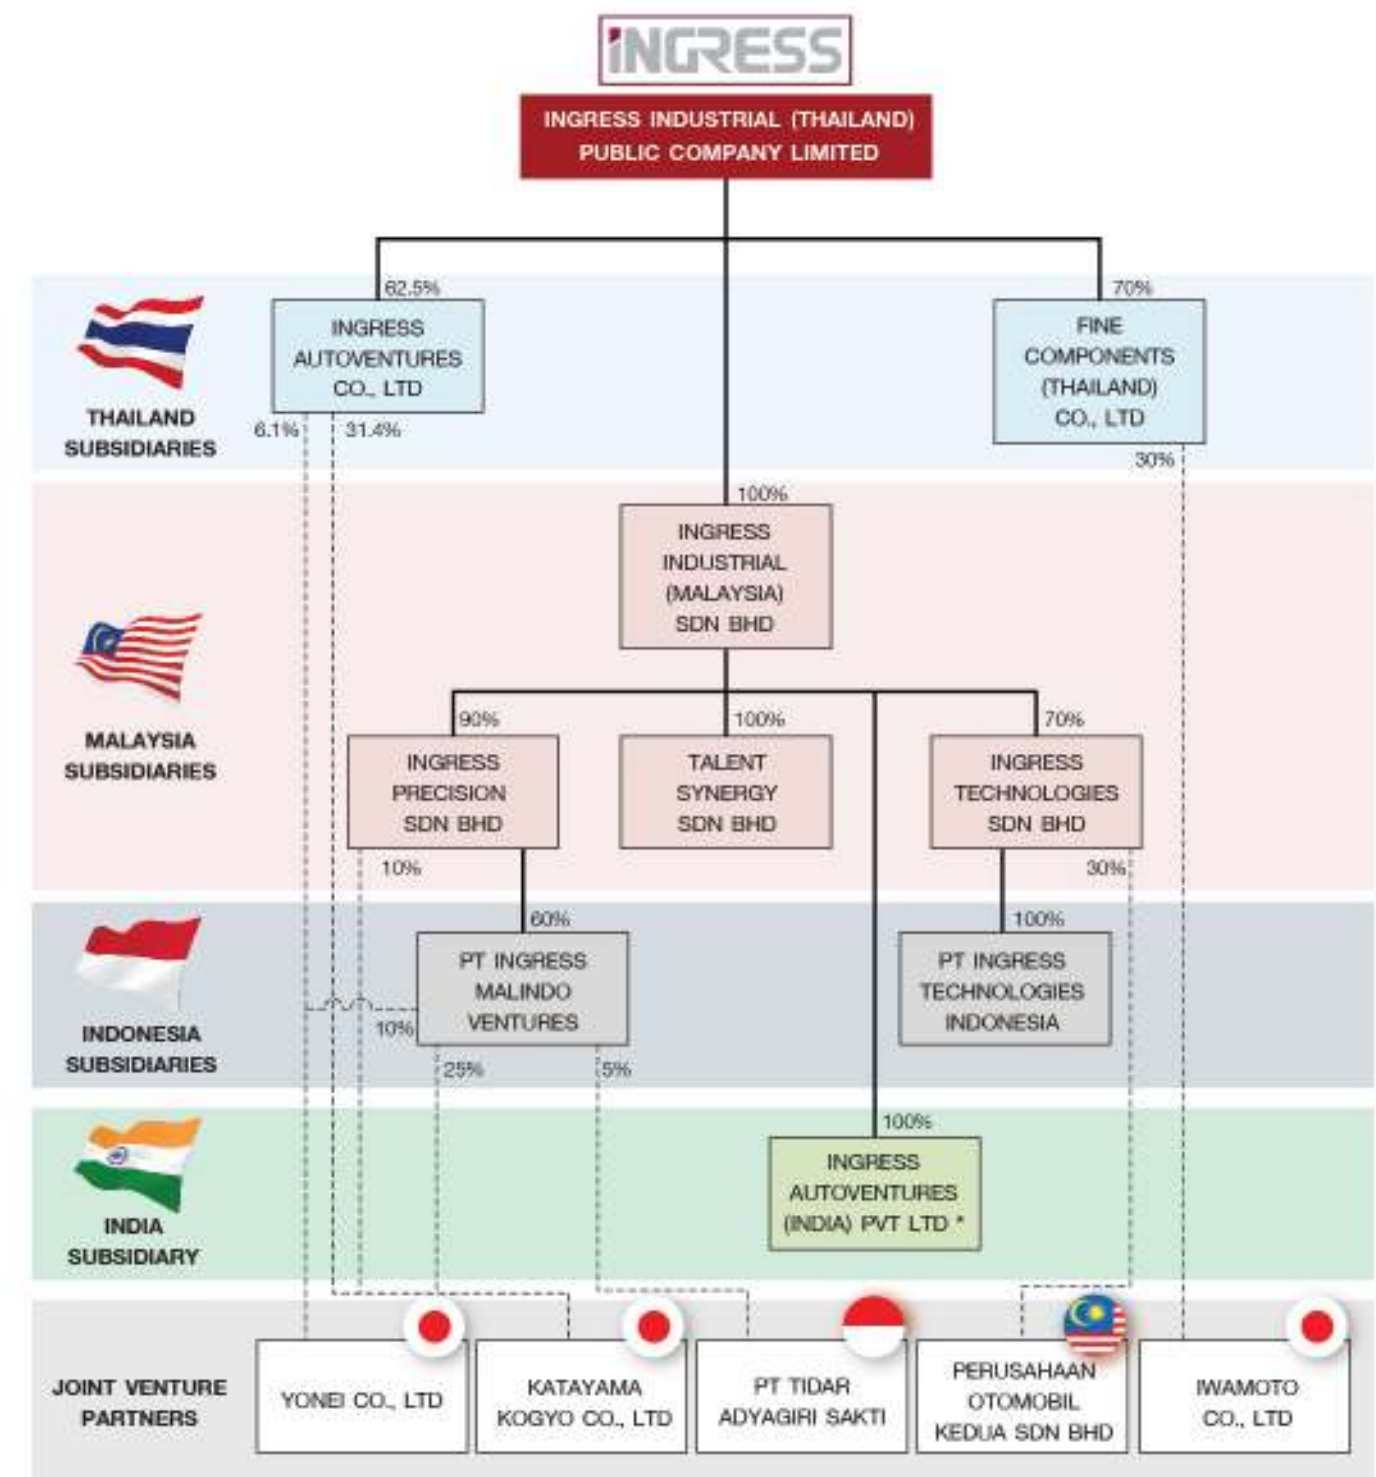 iNGRESS
INGRESS INDUSTRIAL (THAILAND)
PUBLIC COMPANY LIMITED
62.5%
70%
INGRESS
AUTOVENTURES
CO., LTD
FINE
COMPONENTS
(THAILAND)
CO., LTD
THAILAND
SUBSIDIARIES
6.1%
31.4%
30%
100%
INGRESS
INDUSTRIAL
(MALAYSIA)
SDN BHD
MALAYSIA
SUBSIDIARIES
90%
100%
70%
INGRESS
PRECISION
SDN BHD
TALENT
SYNERGY
SDN BHD
INGRESS
TECHNOLOGIES
SDN BHD
10%
30%
60%
100%
PT INGRESS
MALINDO
VENTURES
PT INGRESS
TECHNOLOGIES
INDONESIA
INDONESIA
SUBSIDIARIES
10%
25%
5%
100%
INGRESS
AUTOVENTURES
(INDIA) PVT LTD *
INDIA
SUBSIDIARY
JOINT VENTURE
PARTNERS
YONEI CO., LTD
KATAYAMA
KOGYO CO., LTD
PT TIDAR
ADYAGIRI SAKTI
PERUSAHAAN
OTOMOBIL
KEDUA SDN BHD
IWAMOTO
CO., LTD